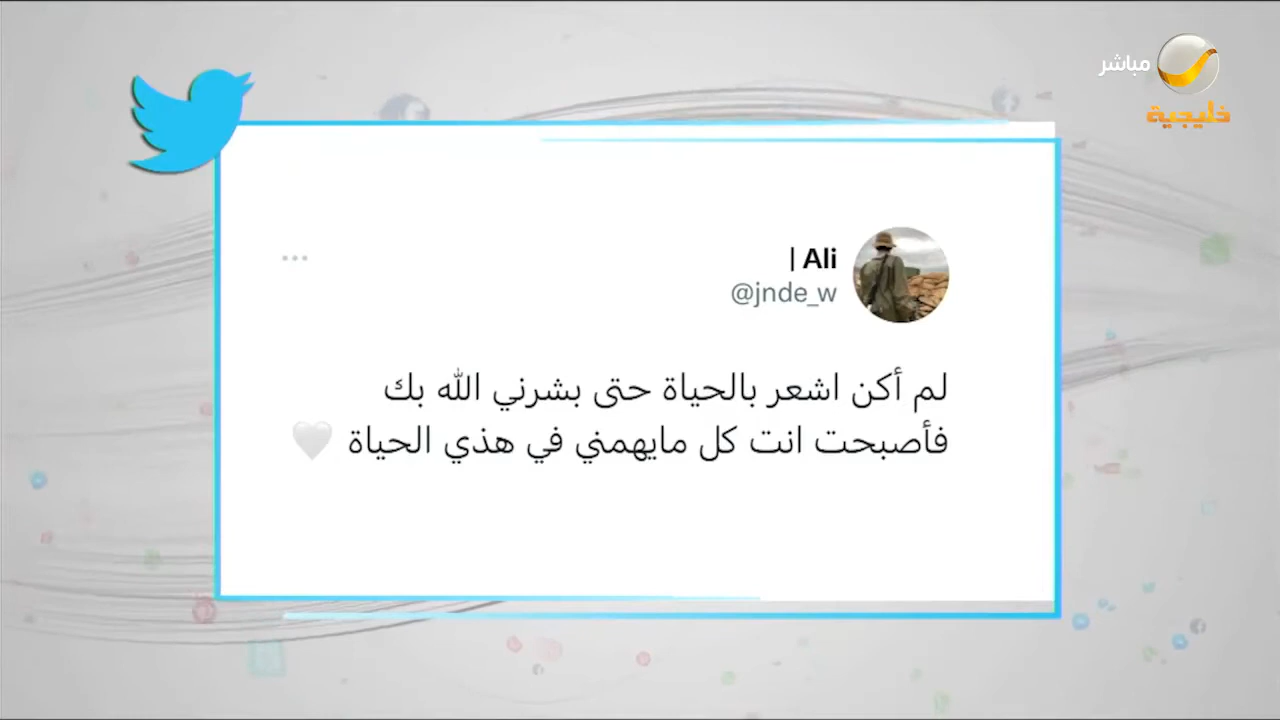 مباشر
خليجية
Ali |
@jnde_w
لم أكن اشعر بالحياة حتى بشرني الله بك
فأصبحت انت كل مايهمني في هذي الحياة 🤍